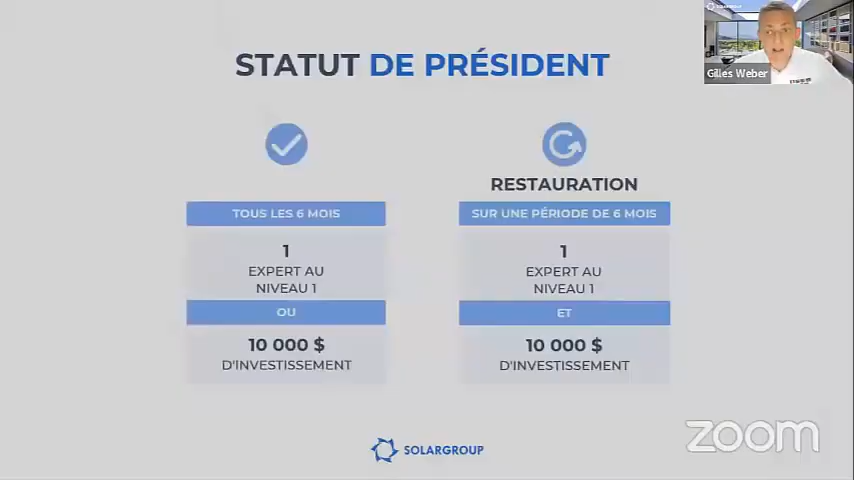 SOLARGROUP
Gilles Weber
STATUT DE PRÉSIDENT
TOUS LES 6 MOIS
1
EXPERT AU
NIVEAU 1
OU
10 000 $
D'INVESTISSEMENT
RESTAURATION
SUR UNE PÉRIODE DE 6 MOIS
1
EXPERT AU
NIVEAU 1
ET
10 000 $
D'INVESTISSEMENT
SOLARGROUP
zoom